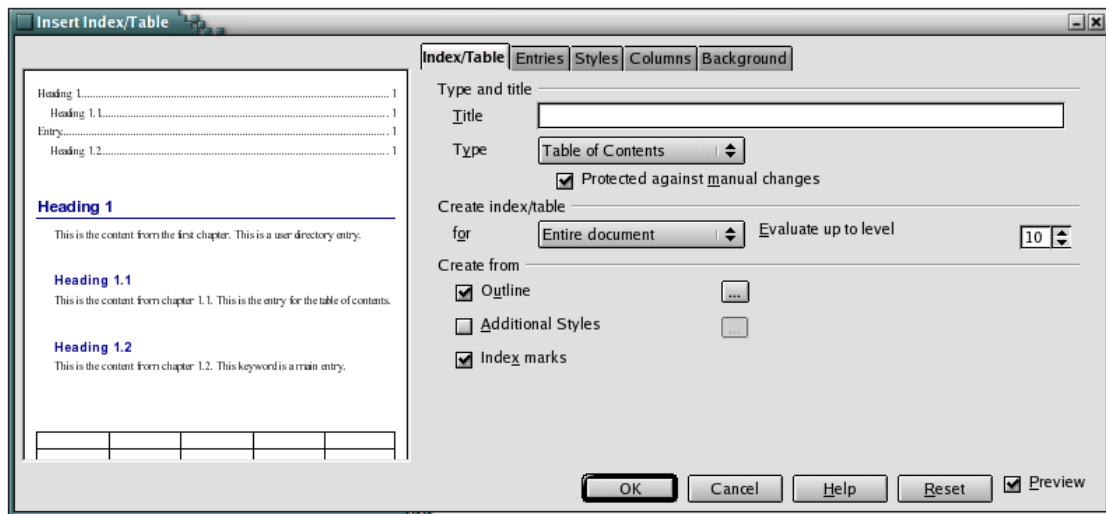 Insert Index/Table
Heading 1 1
Heading 1.1 1
Entry 1
Heading 1.2 1
Heading 1
This is the content from the first chapter. This is a user directory entry.
Heading 1.1
This is the content from chapter 1.1. This is the entry for the table of contents.
Heading 1.2
This is the content from chapter 1.2. This keyword is a main entry.
Index/Table Entries Styles Columns Background
Type and title
Title
Type Table of Contents
Protected against manual changes
Create index/table
for Entire document Evaluate up to level 10
Create from
Outline ...
Additional Styles ...
Index marks
OK Cancel Help Reset Preview